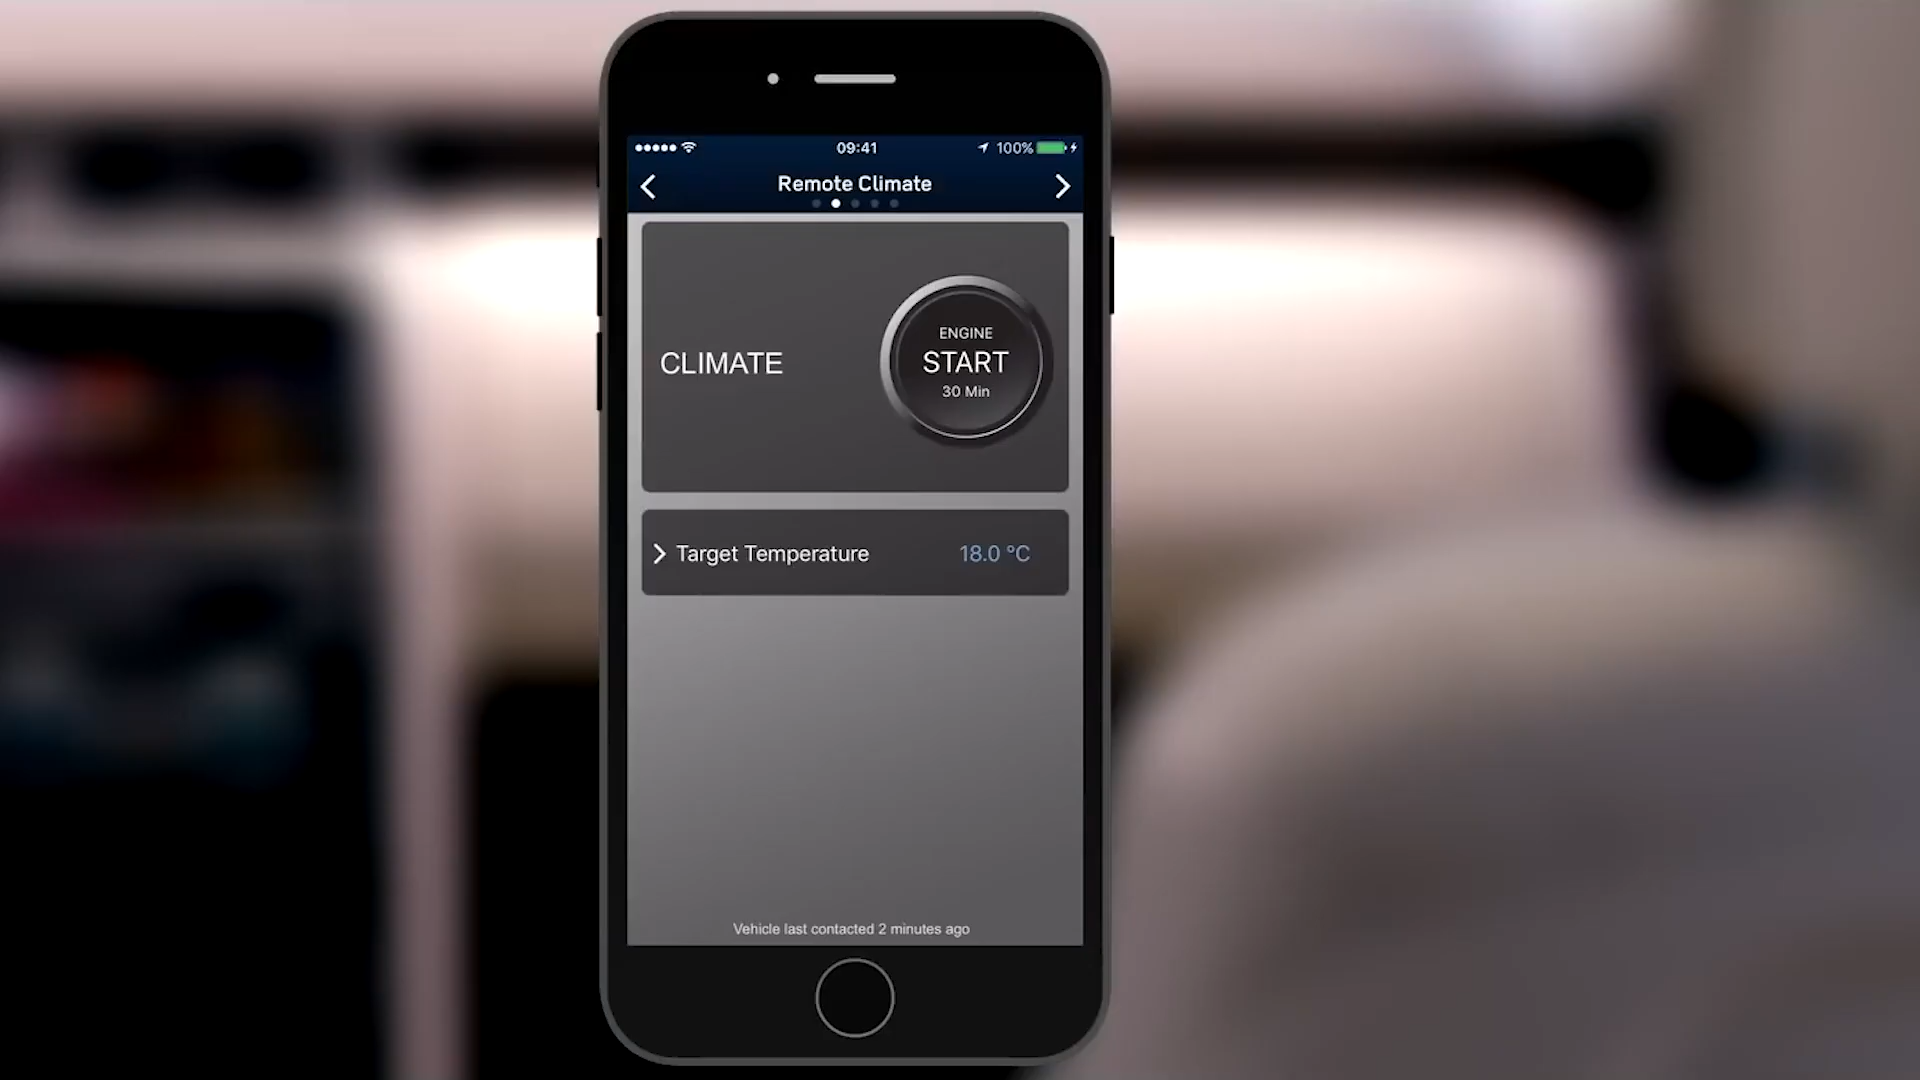 09:41
100%
Remote Climate
CLIMATE
ENGINE
START
30 Min
Target Temperature
18.0 °C
Vehicle last contacted 2 minutes ago